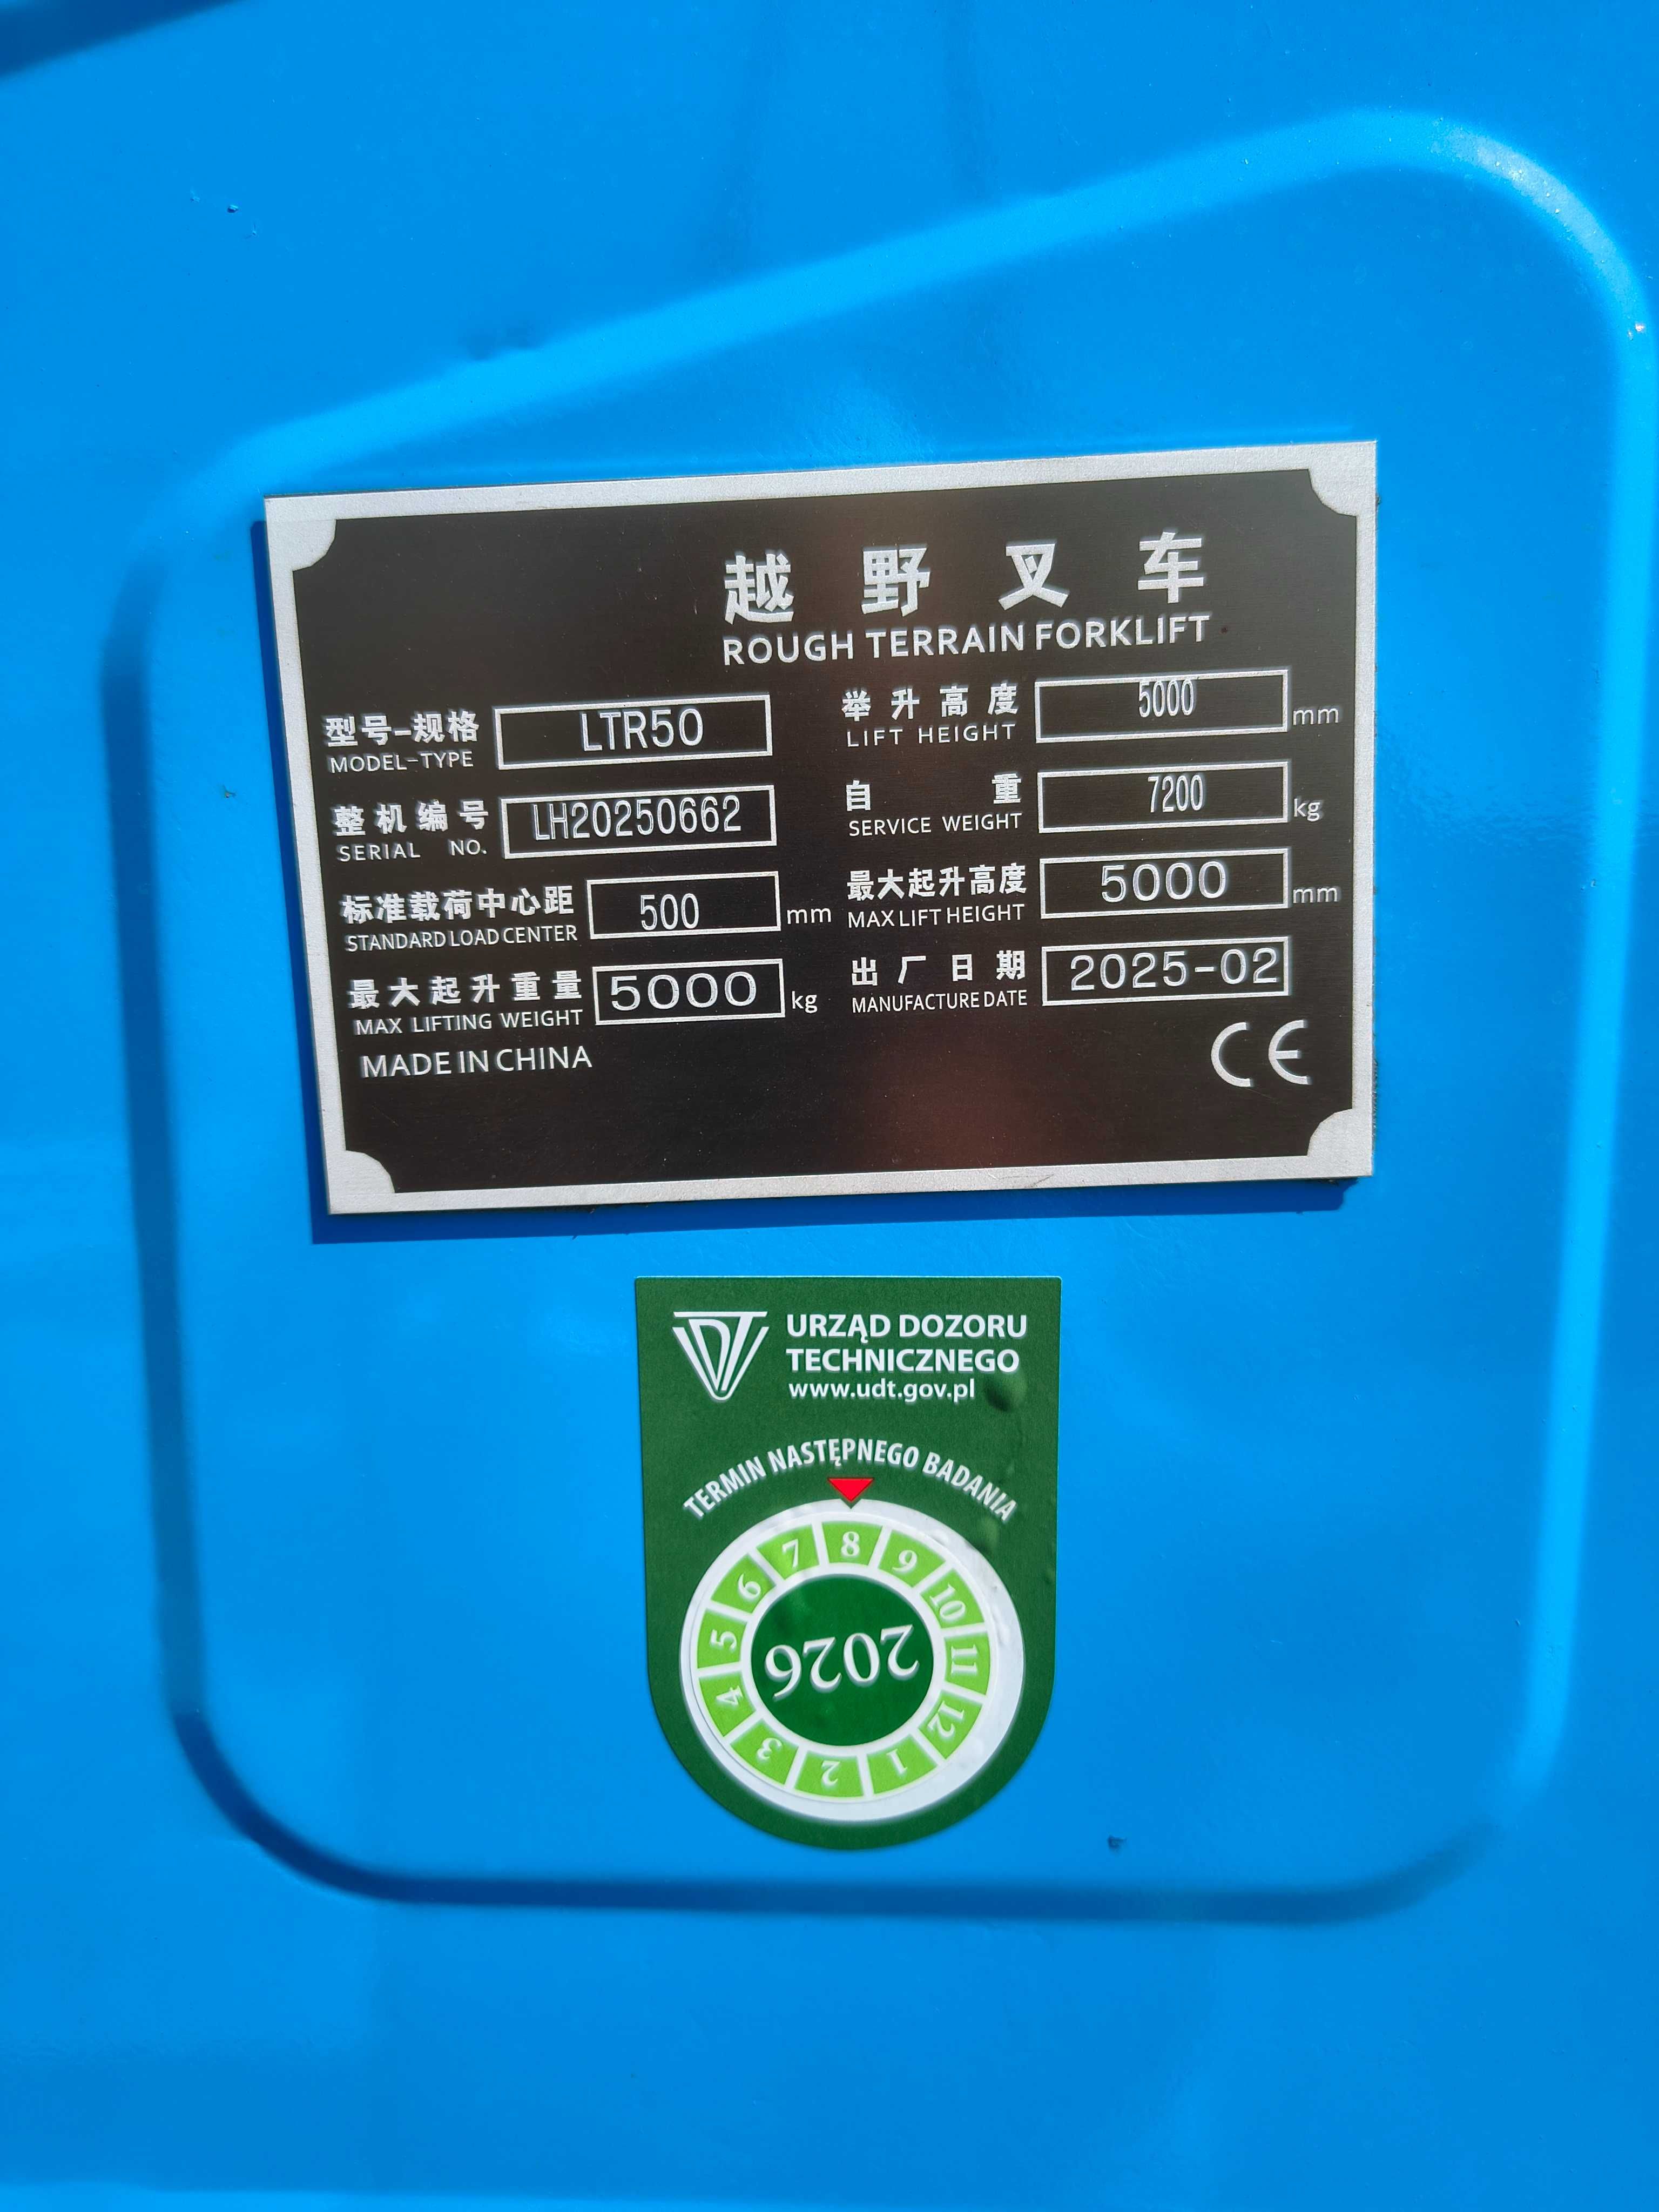 越野叉车
ROUGH TERRAIN FORKLIFT
型号-规格 LTR50
MODEL-TYPE
整机编号 LH20250662
SERIAL NO.
标准载荷中心距 500 mm
STANDARD LOAD CENTER
最大起升重量 5000 kg
MAX LIFTING WEIGHT
MADE IN CHINA
举升高度 5000 mm
LIFT HEIGHT
自重 7200 kg
SERVICE WEIGHT
最大起升高度 5000 mm
MAX LIFT HEIGHT
出厂日期 2025-02
MANUFACTURE DATE
CE
UDT
URZĄD DOZORU
TECHNICZNEGO
www.udt.gov.pl
TERMIN NASTĘPNEGO BADANIA
1 2 3 4 5 6 7 8 9 10 11 12
2026